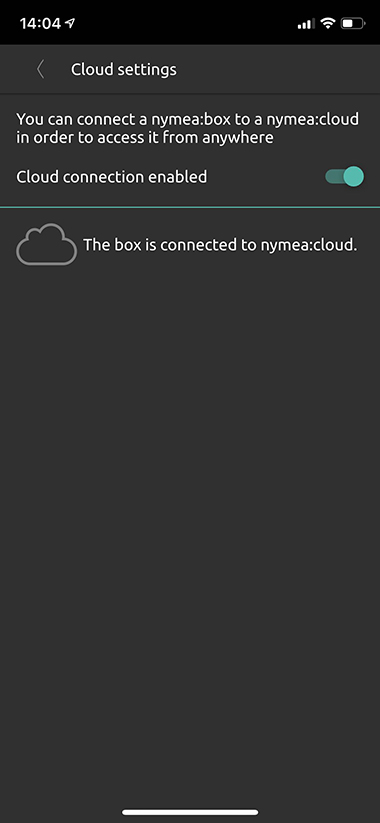 14:04
Cloud settings
You can connect a nymea:box to a nymea:cloud
in order to access it from anywhere
Cloud connection enabled
The box is connected to nymea:cloud.